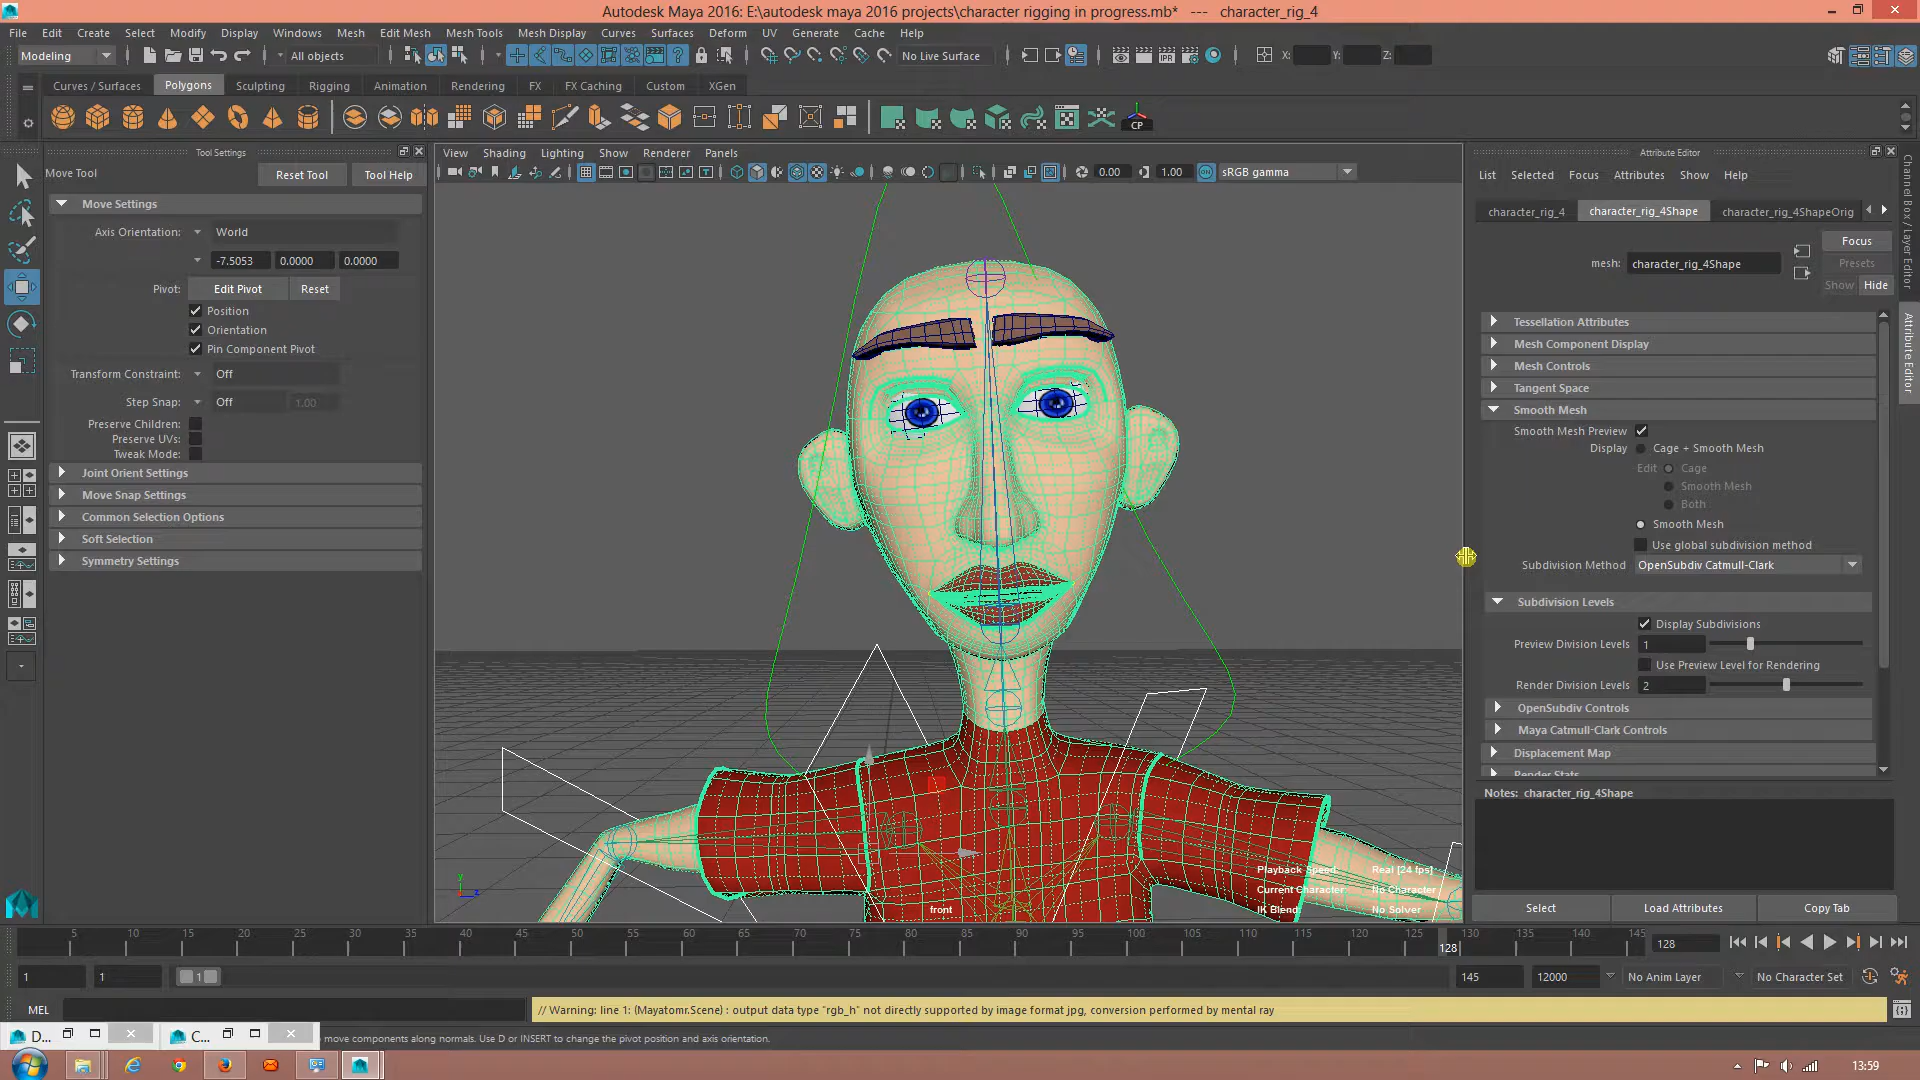 Autodesk Maya 2016: E:\autodesk maya 2016 projects\character rigging in progress.mb* --- character_rig_4
File Edit Create Select Modify Display Windows Mesh Edit Mesh Mesh Tools Mesh Display Curves Surfaces Deform UV Generate Cache Help
Modeling All objects No Live Surface X: Y: Z:
Curves / Surfaces Polygons Sculpting Rigging Animation Rendering FX FX Caching Custom XGen
CP
Tool Settings
Move Tool Reset Tool Tool Help
Move Settings
Axis Orientation: World
-7.5053 0.0000 0.0000
Pivot: Edit Pivot Reset
Position
Orientation
Pin Component Pivot
Transform Constraint: Off
Step Snap: Off 1.00
Preserve Children:
Preserve UVs:
Tweak Mode:
Joint Orient Settings
Move Snap Settings
Common Selection Options
Soft Selection
Symmetry Settings
View Shading Lighting Show Renderer Panels
0.00 1.00 sRGB gamma
Playback Speed: Real [24 fps]
Current Character: No Character
IK Blend: No Solver
front
y
z
Attribute Editor
List Selected Focus Attributes Show Help
character_rig_4 character_rig_4Shape character_rig_4ShapeOrig
Focus
mesh: character_rig_4Shape Presets
Show Hide
Tessellation Attributes
Mesh Component Display
Mesh Controls
Tangent Space
Smooth Mesh
Smooth Mesh Preview
Display Cage + Smooth Mesh
Edit Cage
Smooth Mesh
Both
Smooth Mesh
Use global subdivision method
Subdivision Method OpenSubdiv Catmull-Clark
Subdivision Levels
Display Subdivisions
Preview Division Levels 1
Use Preview Level for Rendering
Render Division Levels 2
OpenSubdiv Controls
Maya Catmull-Clark Controls
Displacement Map
Render Stats
Notes: character_rig_4Shape
Select Load Attributes Copy Tab
Channel Box / Layer Editor
Attribute Editor
5 10 15 20 25 30 35 40 45 50 55 60 65 70 75 80 85 90 95 100 105 110 115 120 125 128 130 135 140 145 128
1 1 1 145 12000 No Anim Layer No Character Set
MEL // Warning: line 1: (Mayatomr.Scene) : output data type "rgb_h" not directly supported by image format jpg, conversion performed by mental ray
D... C...
move components along normals. Use D or INSERT to change the pivot position and axis orientation.
13:59